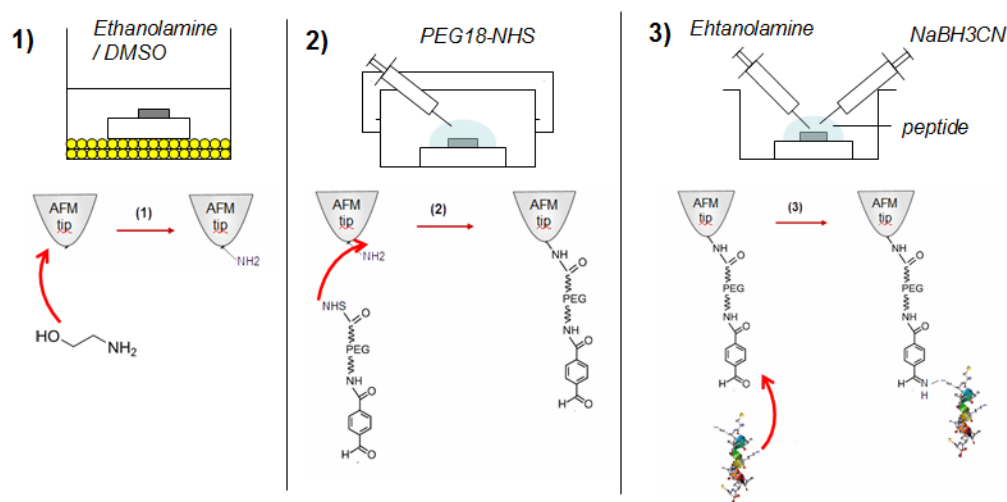 1)
Ethanolamine
/ DMSO
AFM
tip
(1)
AFM
tip
NH2
HO
NH2
2)
PEG18-NHS
AFM
tip
NH2
(2)
AFM
tip
NHS
O
PEG
NH
O
H
O
NH
O
PEG
NH
O
H
O
3)
Ehtanolamine
NaBH3CN
peptide
AFM
tip
(3)
AFM
tip
NH
O
PEG
NH
O
H
O
NH
O
PEG
NH
O
H
N
H